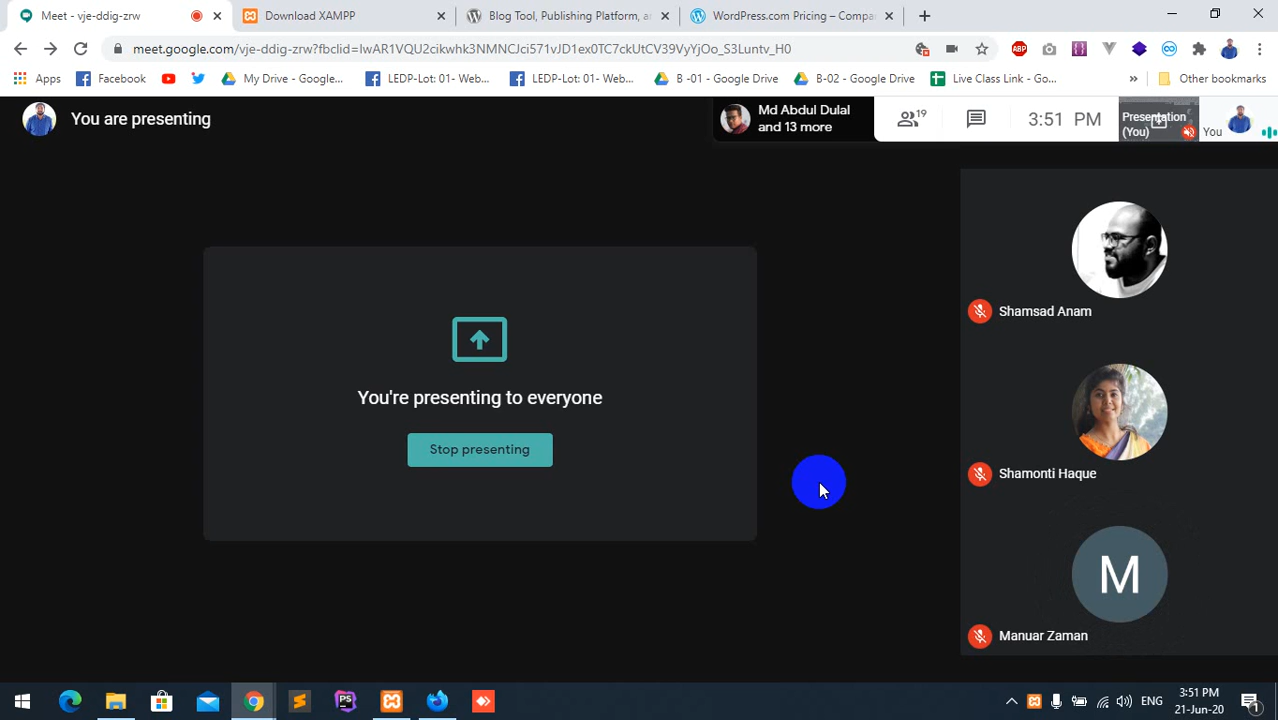 Meet - vje-ddig-zrw
Download XAMPP
Blog Tool, Publishing Platform, an
WordPress.com Pricing – Compa
meet.google.com/vje-ddig-zrw?fbclid=IwAR1VQU2cikwhk3NMNCJci571vJD1ex0TC7ckUtCV39VyYjOo_S3Luntv_H0
ABP
Apps
Facebook
My Drive - Google...
LEDP-Lot: 01- Web...
LEDP-Lot: 01- Web...
B -01 - Google Drive
B-02 - Google Drive
Live Class Link - Go...
»
Other bookmarks
You are presenting
Md Abdul Dulal
and 13 more
19
3:51 PM
Presentation
(You)
You
Shamsad Anam
You're presenting to everyone
Stop presenting
Shamonti Haque
M
Manuar Zaman
PS
ENG
3:51 PM
21-Jun-20
1